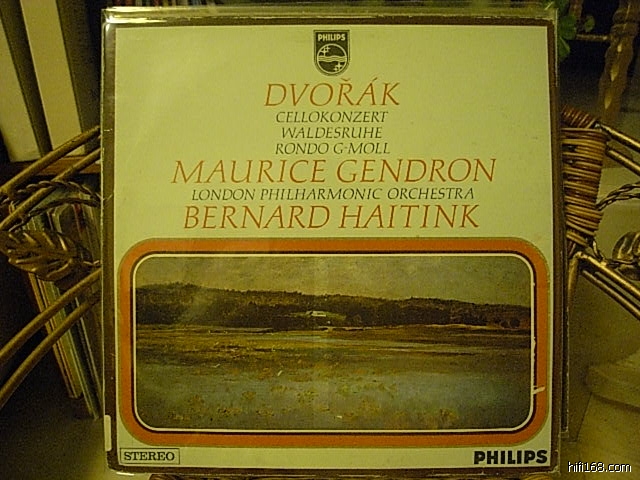 PHILIPS
DVOŘÁK
CELLOKONZERT
WALDESRUHE
RONDO G-MOLL
MAURICE GENDRON
LONDON PHILHARMONIC ORCHESTRA
BERNARD HAITINK
STEREO
PHILIPS
hifi168.com